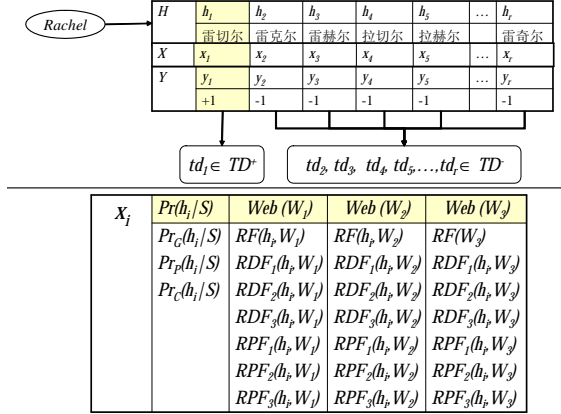 Rachel
H h₁ h₂ h₃ h₄ h₅ … hᵣ
雷切尔 雷克尔 雷赫尔 拉切尔 拉赫尔 雷奇尔
X x₁ x₂ x₃ x₄ x₅ … xᵣ
Y y₁ y₂ y₃ y₄ y₅ … yᵣ
+1 -1 -1 -1 -1 -1
td₁∈ TD⁺ td₂, td₃, td₄, td₅,…,tdᵣ∈ TD⁻
Xᵢ Pr(hᵢ/S) Web (W₁) Web (W₂) Web (W₃)
Pr_G(hᵢ/S) RF(hᵢ,W₁) RF(hᵢ,W₂) RF(W₃)
Pr_P(hᵢ/S) RDF₁(hᵢ,W₁) RDF₁(hᵢ,W₂) RDF₁(hᵢ,W₃)
Pr_C(hᵢ/S) RDF₂(hᵢ,W₁) RDF₂(hᵢ,W₂) RDF₂(hᵢ,W₃)
RDF₃(hᵢ,W₁) RDF₃(hᵢ,W₂) RDF₃(hᵢ,W₃)
RPF₁(hᵢ,W₁) RPF₁(hᵢ,W₂) RPF₁(hᵢ,W₃)
RPF₂(hᵢ,W₁) RPF₂(hᵢ,W₂) RPF₂(hᵢ,W₃)
RPF₃(hᵢ,W₁) RPF₃(hᵢ,W₂) RPF₃(hᵢ,W₃)